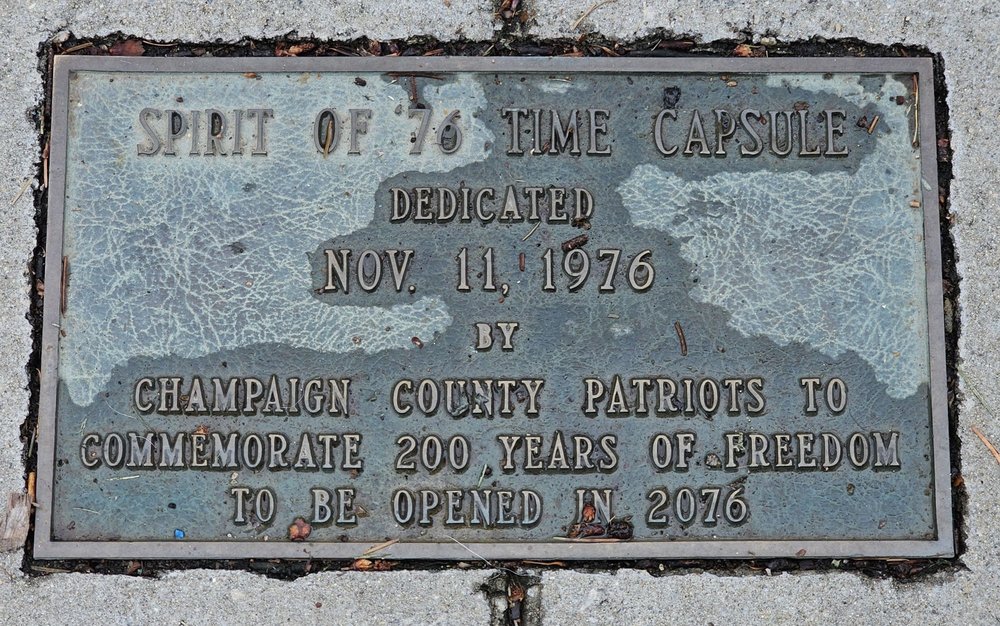 SPIRIT OF '76 TIME CAPSULE
DEDICATED
NOV. 11, 1976
BY
CHAMPAIGN COUNTY PATRIOTS TO
COMMEMORATE 200 YEARS OF FREEDOM
TO BE OPENED IN 2076